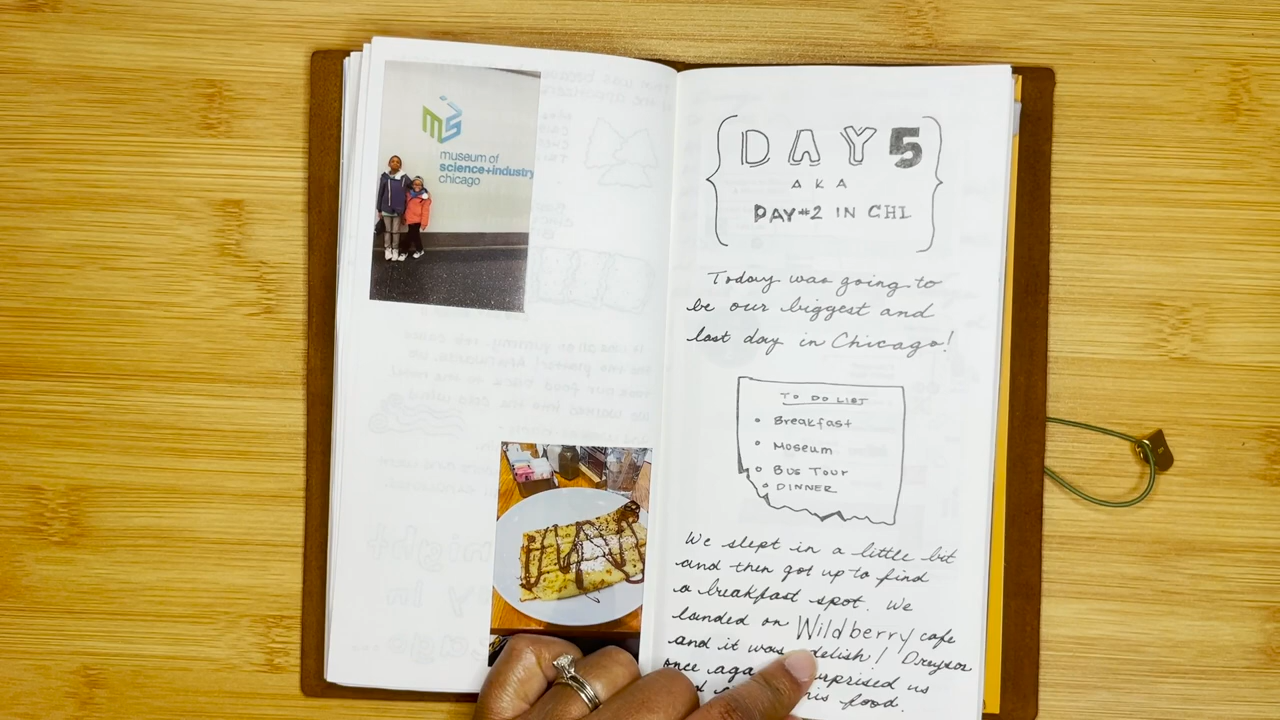 museum of
science+industry
chicago
DAY 5
AKA
DAY #2 IN CHI
Today was going to
be our biggest and
last day in Chicago!
TO DO LIST
• Breakfast
• Museum
• BUS TOUR
• DINNER
We slept in a little bit
and then got up to find
a breakfast spot. We
landed on Wildberry cafe
and it was delish! Dreyson
once surprised us
his food.